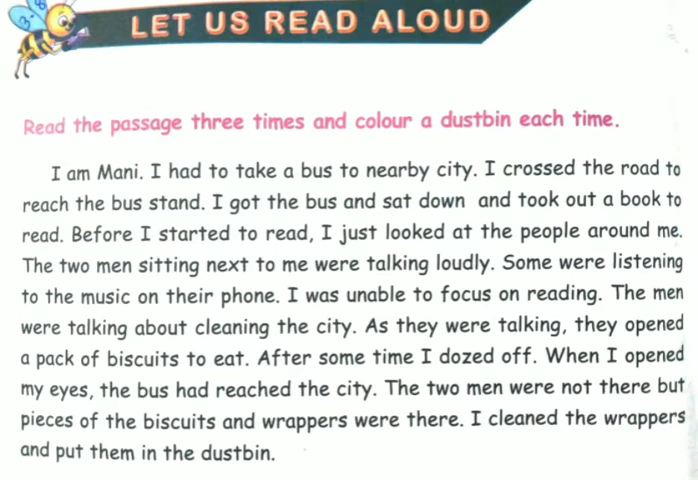 LET US READ ALOUD
Read the passage three times and colour a dustbin each time.
I am Mani. I had to take a bus to nearby city. I crossed the road to
reach the bus stand. I got the bus and sat down and took out a book to
read. Before I started to read, I just looked at the people around me.
The two men sitting next to me were talking loudly. Some were listening
to the music on their phone. I was unable to focus on reading. The men
were talking about cleaning the city. As they were talking, they opened
a pack of biscuits to eat. After some time I dozed off. When I opened
my eyes, the bus had reached the city. The two men were not there but
pieces of the biscuits and wrappers were there. I cleaned the wrappers
and put them in the dustbin.